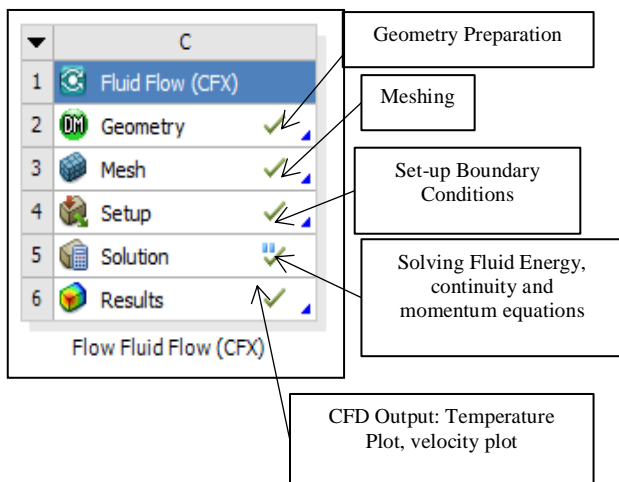 C
1 Fluid Flow (CFX)
2 DM Geometry
3 Mesh
4 Setup
5 Solution
6 Results
Flow Fluid Flow (CFX)
Geometry Preparation
Meshing
Set-up Boundary
Conditions
Solving Fluid Energy,
continuity and
momentum equations
CFD Output: Temperature
Plot, velocity plot